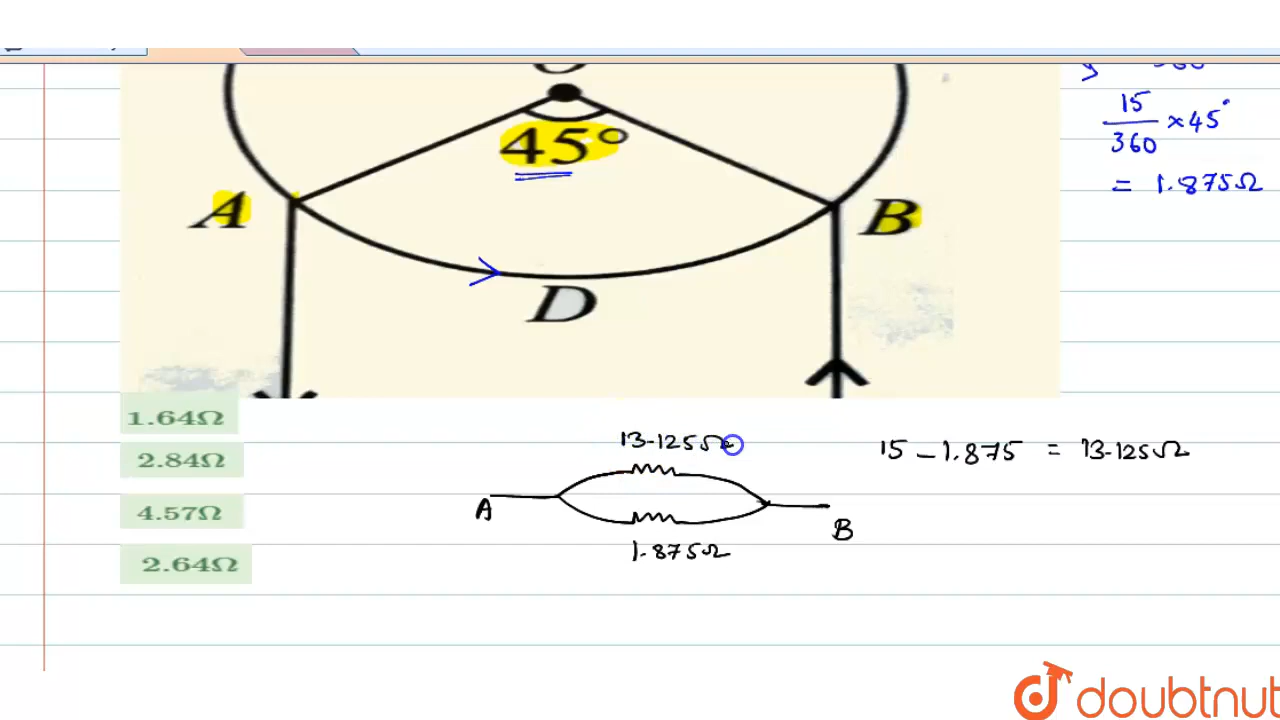 45°
A
B
D
15/360 ×45°
= 1.875Ω
1.64Ω
2.84Ω
4.57Ω
2.64Ω
13.125Ω
A
B
1.875Ω
15 - 1.875 = 13.125Ω
doubtnut